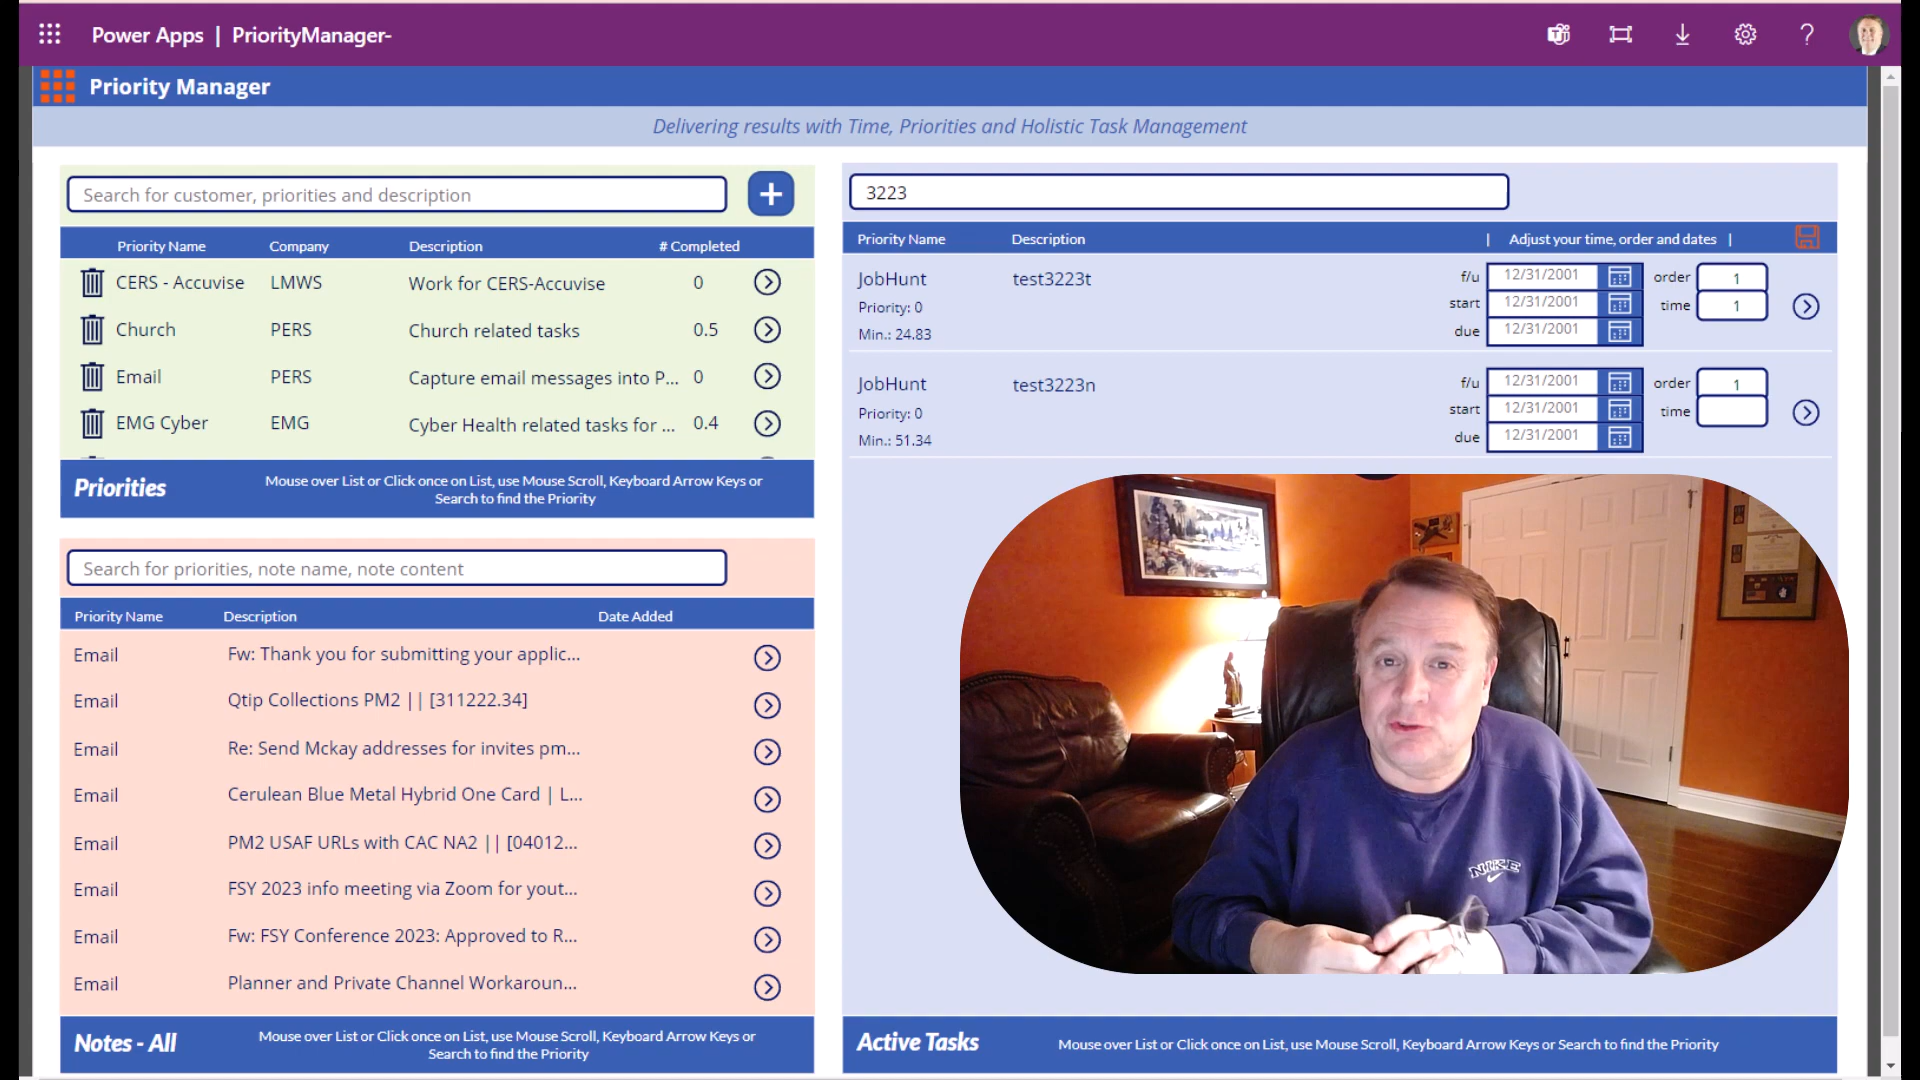 Power Apps | PriorityManager-
Priority Manager
Delivering results with Time, Priorities and Holistic Task Management
Search for customer, priorities and description
Priority Name Company Description # Completed
CERS - Accuvise LMWS Work for CERS-Accuvise 0
Church PERS Church related tasks 0.5
Email PERS Capture email messages into P... 0
EMG Cyber EMG Cyber Health related tasks for ... 0.4
Priorities
Mouse over List or Click once on List, use Mouse Scroll, Keyboard Arrow Keys or
Search to find the Priority
Search for priorities, note name, note content
Priority Name Description Date Added
Email Fw: Thank you for submitting your applic...
Email Qtip Collections PM2 || [311222.34]
Email Re: Send Mckay addresses for invites pm...
Email Cerulean Blue Metal Hybrid One Card | L...
Email PM2 USAF URLs with CAC NA2 || [04012...
Email FSY 2023 info meeting via Zoom for yout...
Email Fw: FSY Conference 2023: Approved to R...
Email Planner and Private Channel Workaroun...
Notes - All
Mouse over List or Click once on List, use Mouse Scroll, Keyboard Arrow Keys or
Search to find the Priority
3223
Priority Name Description | Adjust your time, order and dates |
JobHunt test3223t f/u 12/31/2001 order 1
Priority: 0 start 12/31/2001 time 1
Min.: 24.83 due 12/31/2001
JobHunt test3223n f/u 12/31/2001 order 1
Priority: 0 start 12/31/2001 time
Min.: 51.34 due 12/31/2001
NIKE
Active Tasks
Mouse over List or Click once on List, use Mouse Scroll, Keyboard Arrow Keys or Search to find the Priority